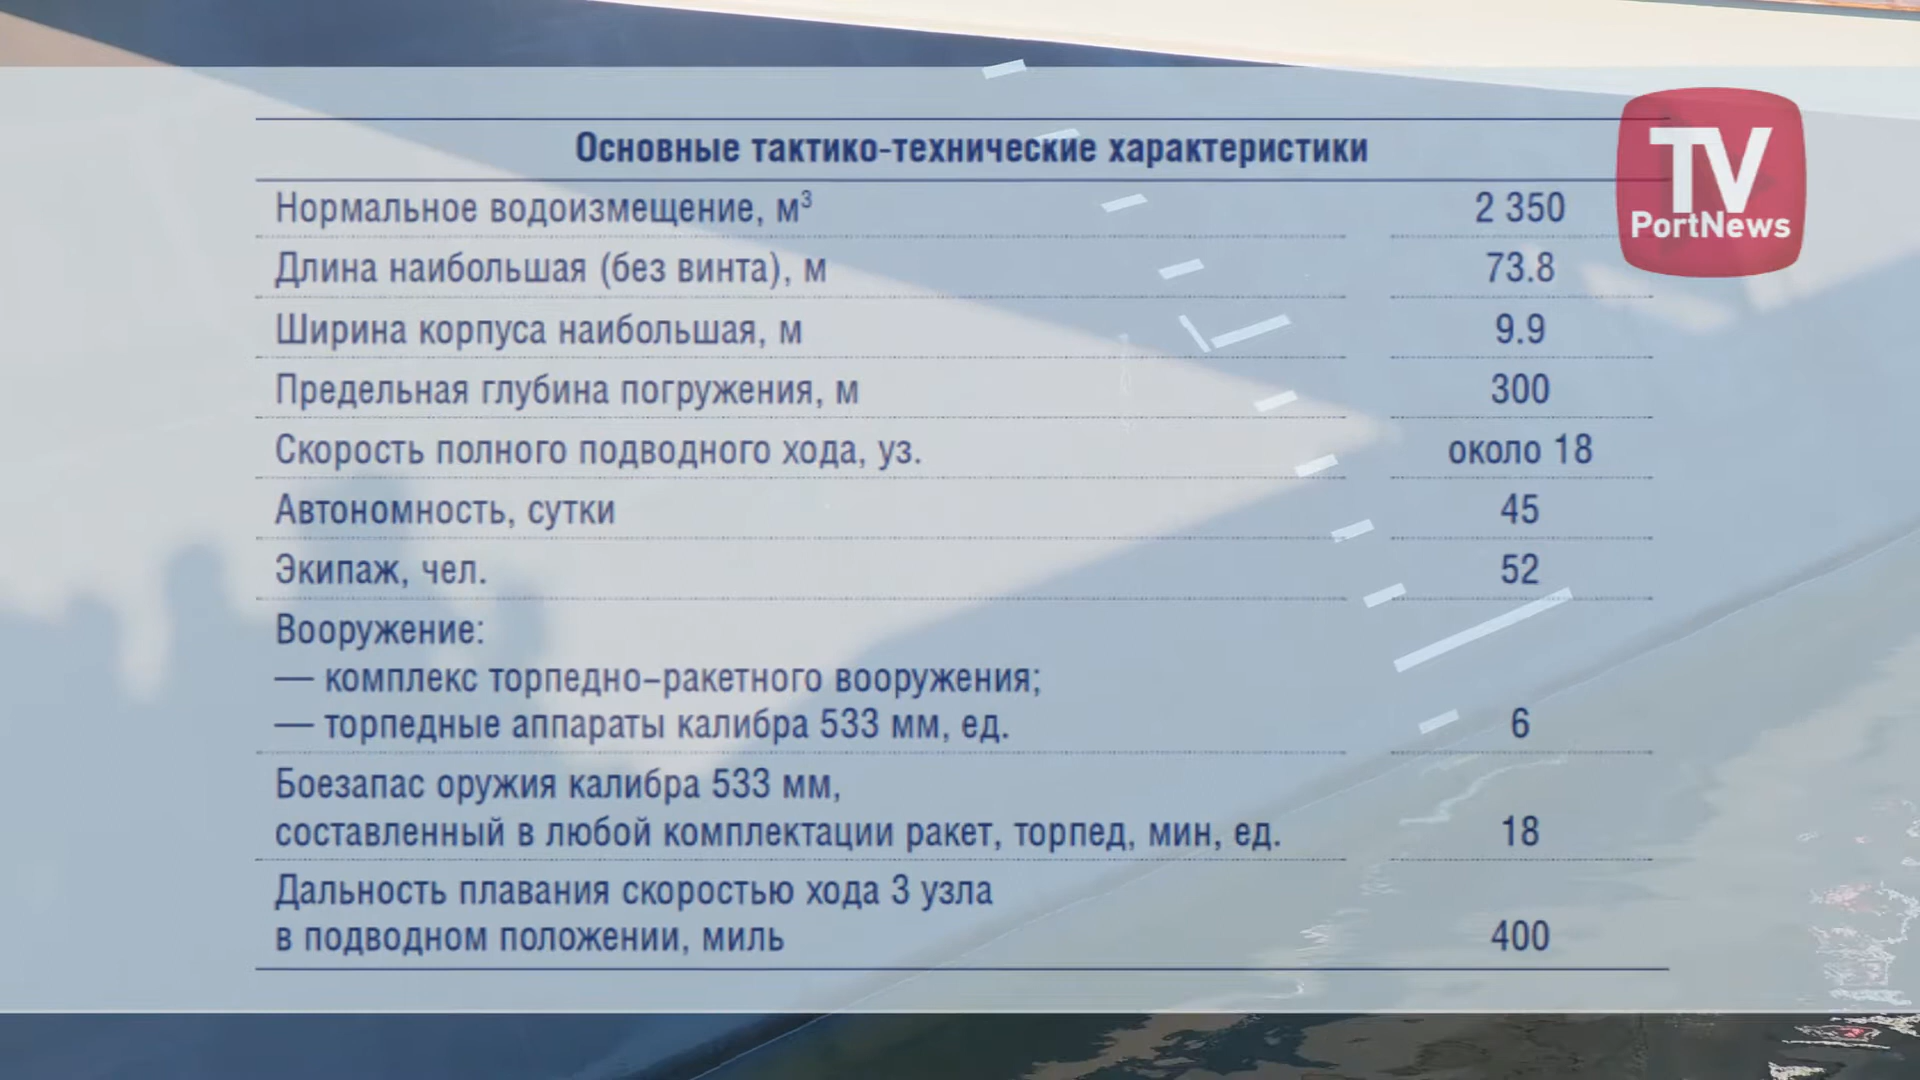 Основные тактико-технические характеристики
Нормальное водоизмещение, м³ 2 350
Длина наибольшая (без винта), м 73.8
Ширина корпуса наибольшая, м 9.9
Предельная глубина погружения, м 300
Скорость полного подводного хода, уз. около 18
Автономность, сутки 45
Экипаж, чел. 52
Вооружение:
— комплекс торпедно–ракетного вооружения;
— торпедные аппараты калибра 533 мм, ед. 6
Боезапас оружия калибра 533 мм,
составленный в любой комплектации ракет, торпед, мин, ед. 18
Дальность плавания скоростью хода 3 узла
в подводном положении, миль 400
TV
PortNews